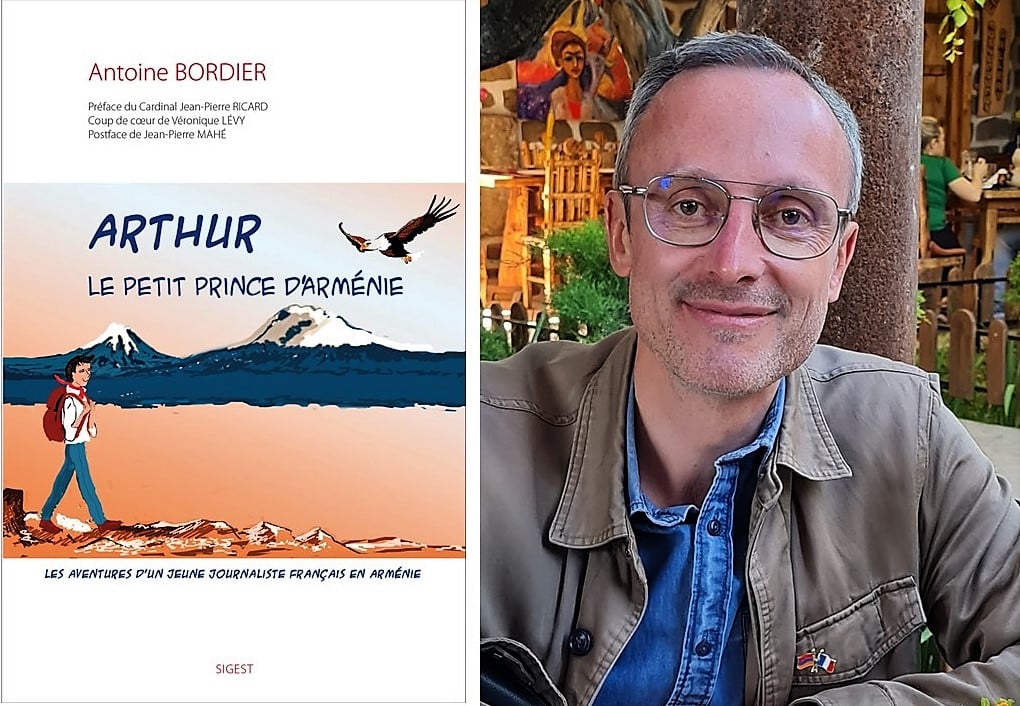 Antoine BORDIER
Préface du Cardinal Jean-Pierre RICARD
Coup de cœur de Véronique LÉVY
Postface de Jean-Pierre MAHÉ
ARTHUR
LE PETIT PRINCE D'ARMÉNIE
LES AVENTURES D'UN JEUNE JOURNALISTE FRANÇAIS EN ARMÉNIE
SIGEST